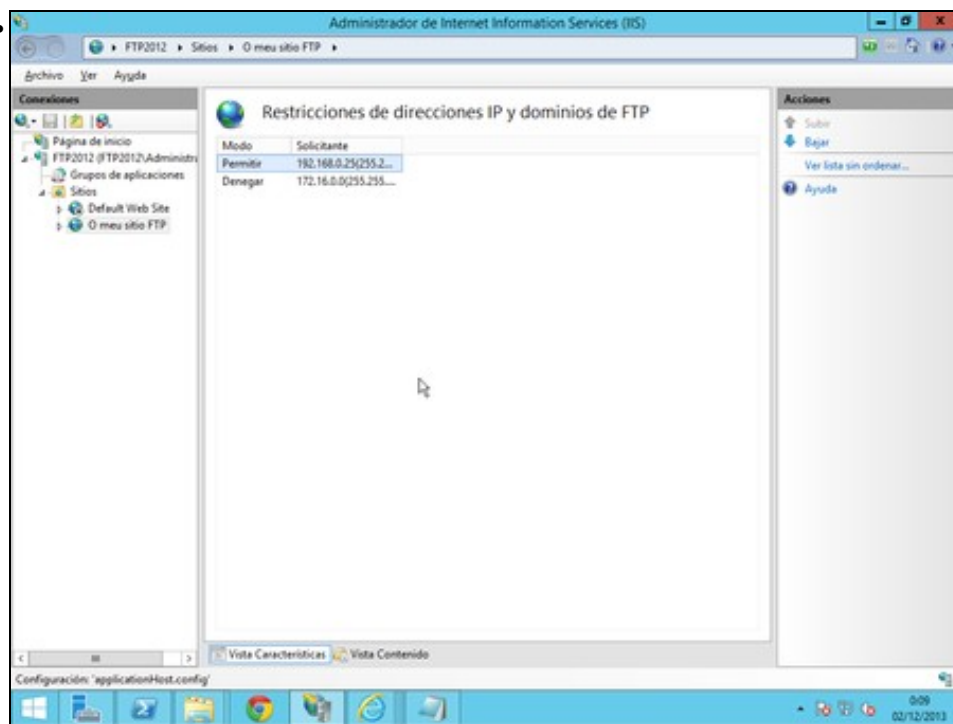 Administrador de Internet Information Services (IIS)
FTP2012 Sitios O meu sitio FTP
Archivo Ver Ayuda
Conexiones
Página de inicio
FTP2012 (FTP2012\Administr
Grupos de aplicaciones
Sitios
Default Web Site
O meu sitio FTP
Restricciones de direcciones IP y dominios de FTP
Modo Solicitante
Permitir 192.168.0.25(255.2...
Denegar 172.16.0.0(255.255....
Acciones
Subir
Bajar
Ver lista sin ordenar...
Ayuda
Vista Características Vista Contenido
Configuración: 'applicationHost.config'
0:09
02/12/2013